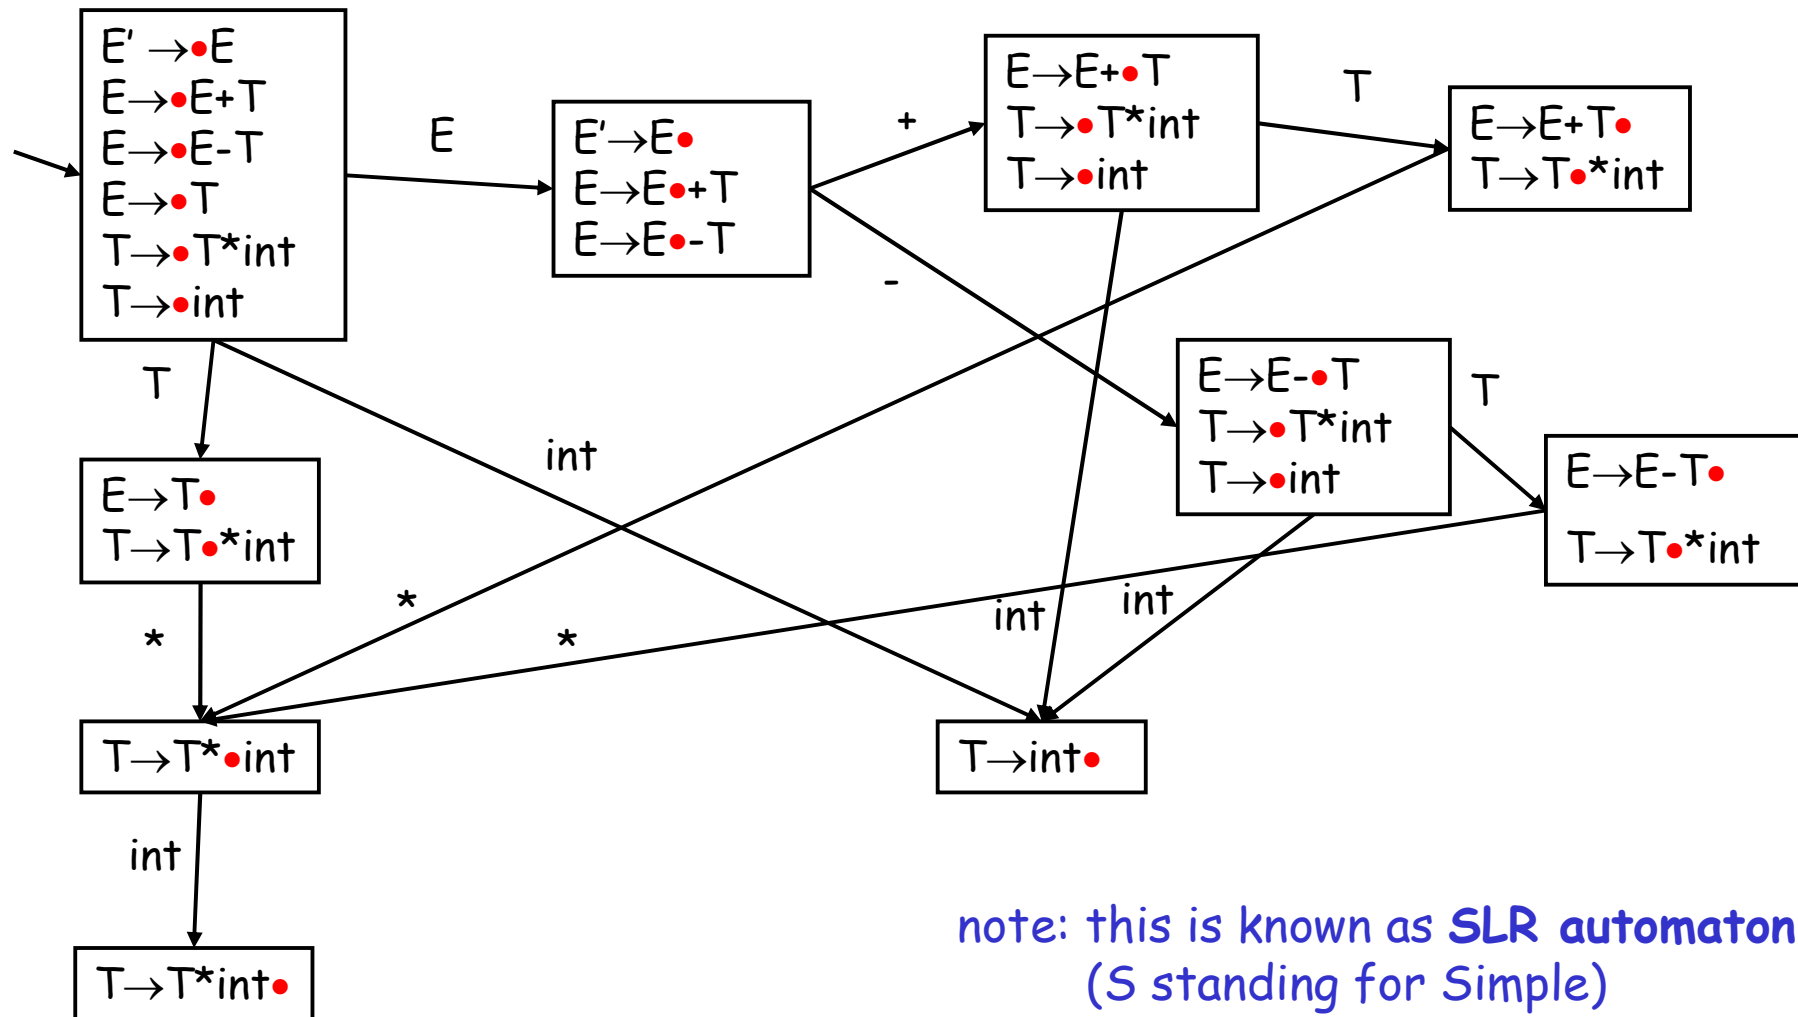 E' →•E
E→•E+T
E→•E-T
E→•T
T→•T*int
T→•int
E
E'→E•
E→E•+T
E→E•-T
+
-
E→E+•T
T→•T*int
T→•int
T
E→E+T•
T→T•*int
T
int
E→E-•T
T→•T*int
T→•int
T
E→E-T•
T→T•*int
E→T•
T→T•*int
*
*
*
int
int
T→T*•int
T→int•
int
T→T*int•
note: this is known as SLR automaton
(S standing for Simple)